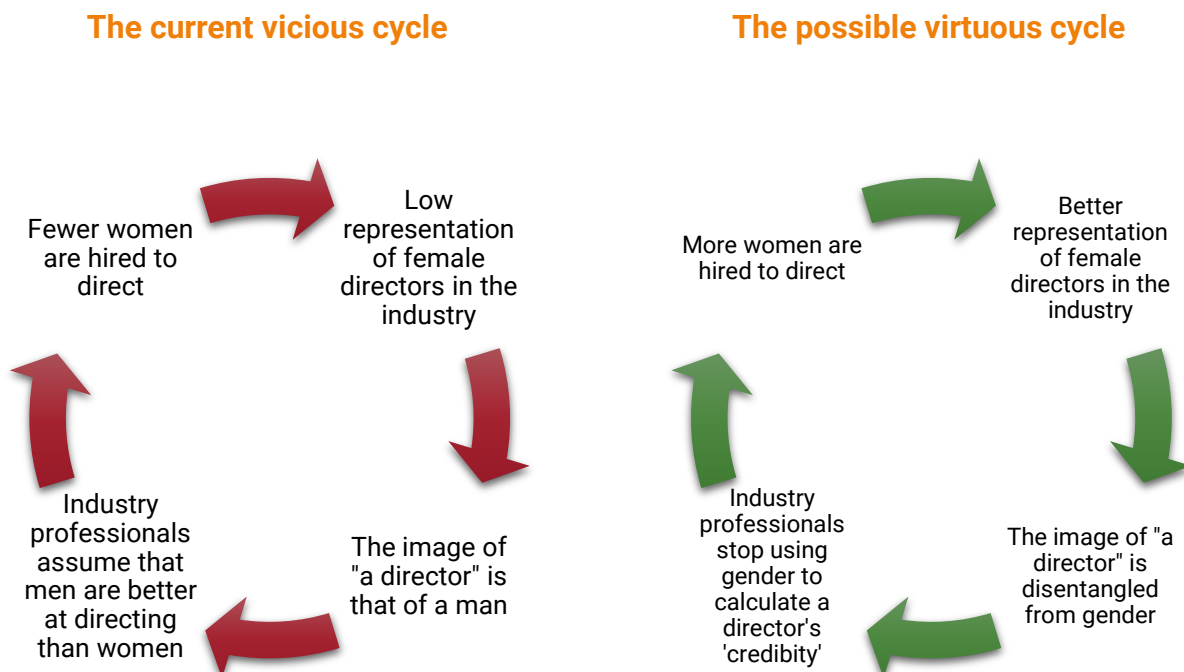 The current vicious cycle
Fewer women
are hired to
direct
Low
representation
of female
directors in the
industry
The image of
"a director" is
that of a man
Industry
professionals
assume that
men are better
at directing
than women
The possible virtuous cycle
More women are
hired to direct
Better
representation
of female
directors in the
industry
The image of "a
director" is
disentangled
from gender
Industry
professionals
stop using
gender to
calculate a
director's
'credibity'